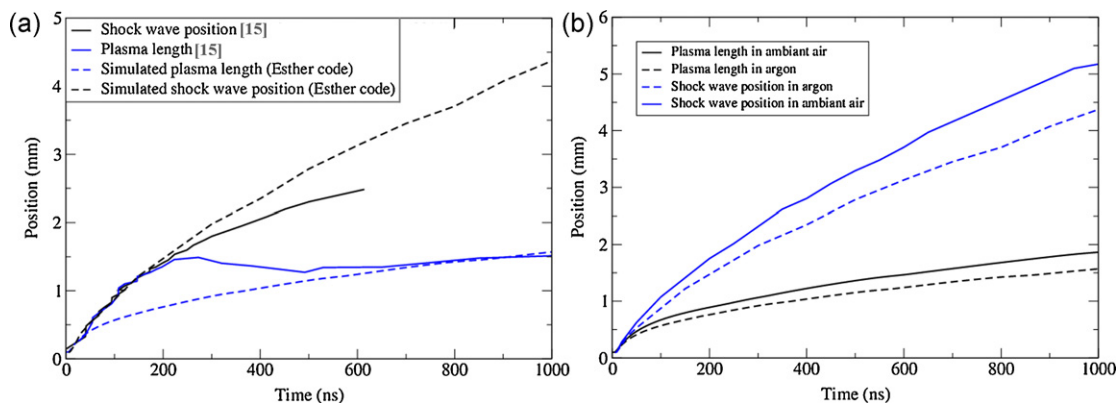 (a)
Shock wave position [15]
Plasma length [15]
Simulated plasma length (Esther code)
Simulated shock wave position (Esther code)
5
4
3
2
1
0
Position (mm)
0 200 400 600 800 1000
Time (ns)
(b)
Plasma length in ambiant air
Plasma length in argon
Shock wave position in argon
Shock wave position in ambiant air
6
5
4
3
2
1
0
Position (mm)
0 200 400 600 800 1000
Time (ns)